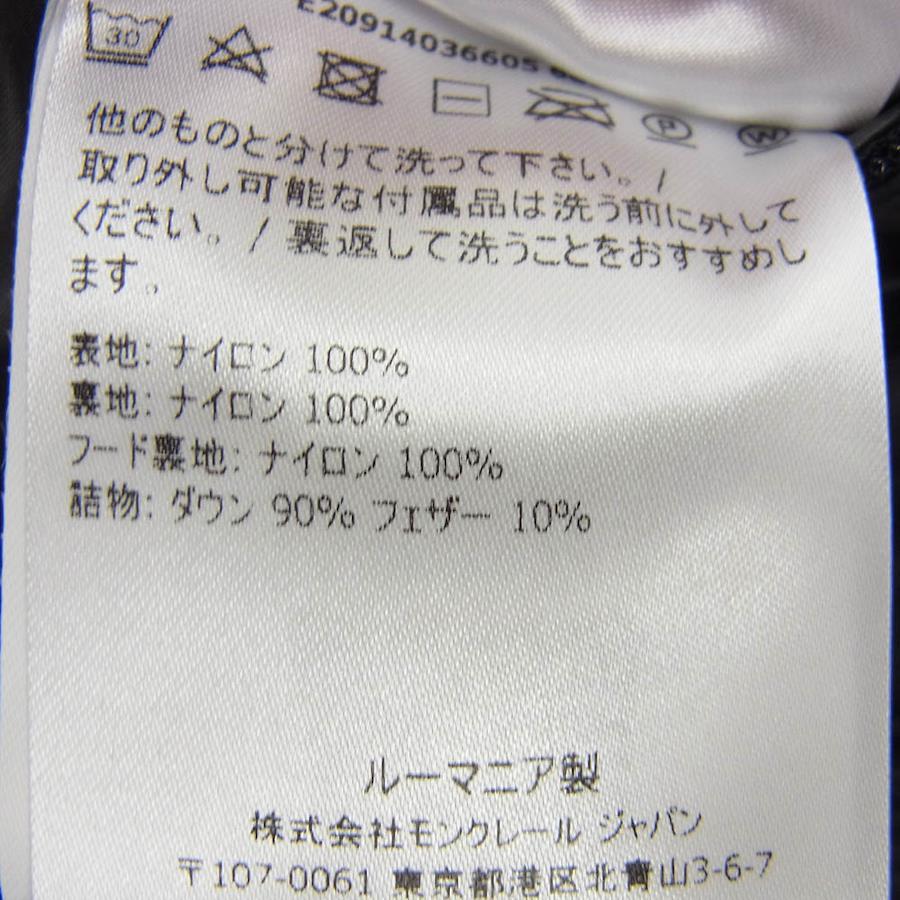 E20914036605
30
P
W
他のものと分けて洗って下さい。/
取り外し可能な付属品は洗う前に外して
ください。/ 裏返して洗うことをおすすめし
ます。
表地: ナイロン 100%
裏地: ナイロン 100%
フード裏地: ナイロン 100%
詰物: ダウン 90% フェザー 10%
ルーマニア製
株式会社モンクレール ジャパン
〒107-0061 東京都港区北青山3-6-7